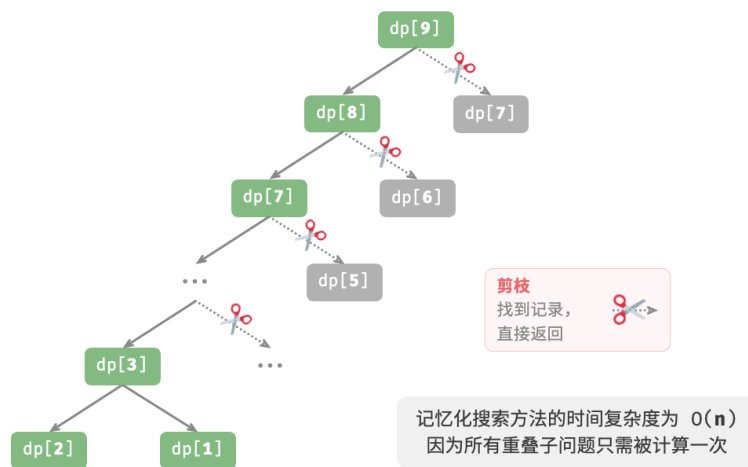 dp[9]
dp[8]
dp[7]
dp[7]
dp[6]
...
dp[5]
剪枝
找到记录，
直接返回
dp[3]
...
dp[2]
dp[1]
记忆化搜索方法的时间复杂度为 O(n)
因为所有重叠子问题只需被计算一次